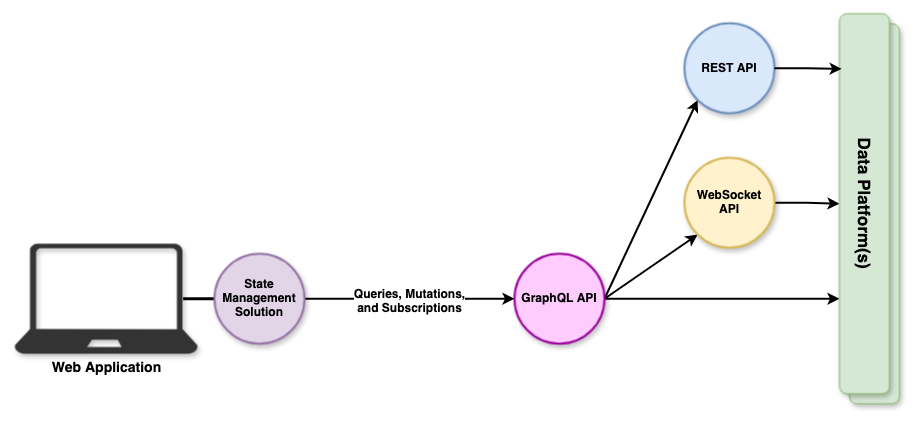 REST API
WebSocket
API
Data Platform(s)
State
Management
Solution
Queries, Mutations,
and Subscriptions
GraphQL API
Web Application